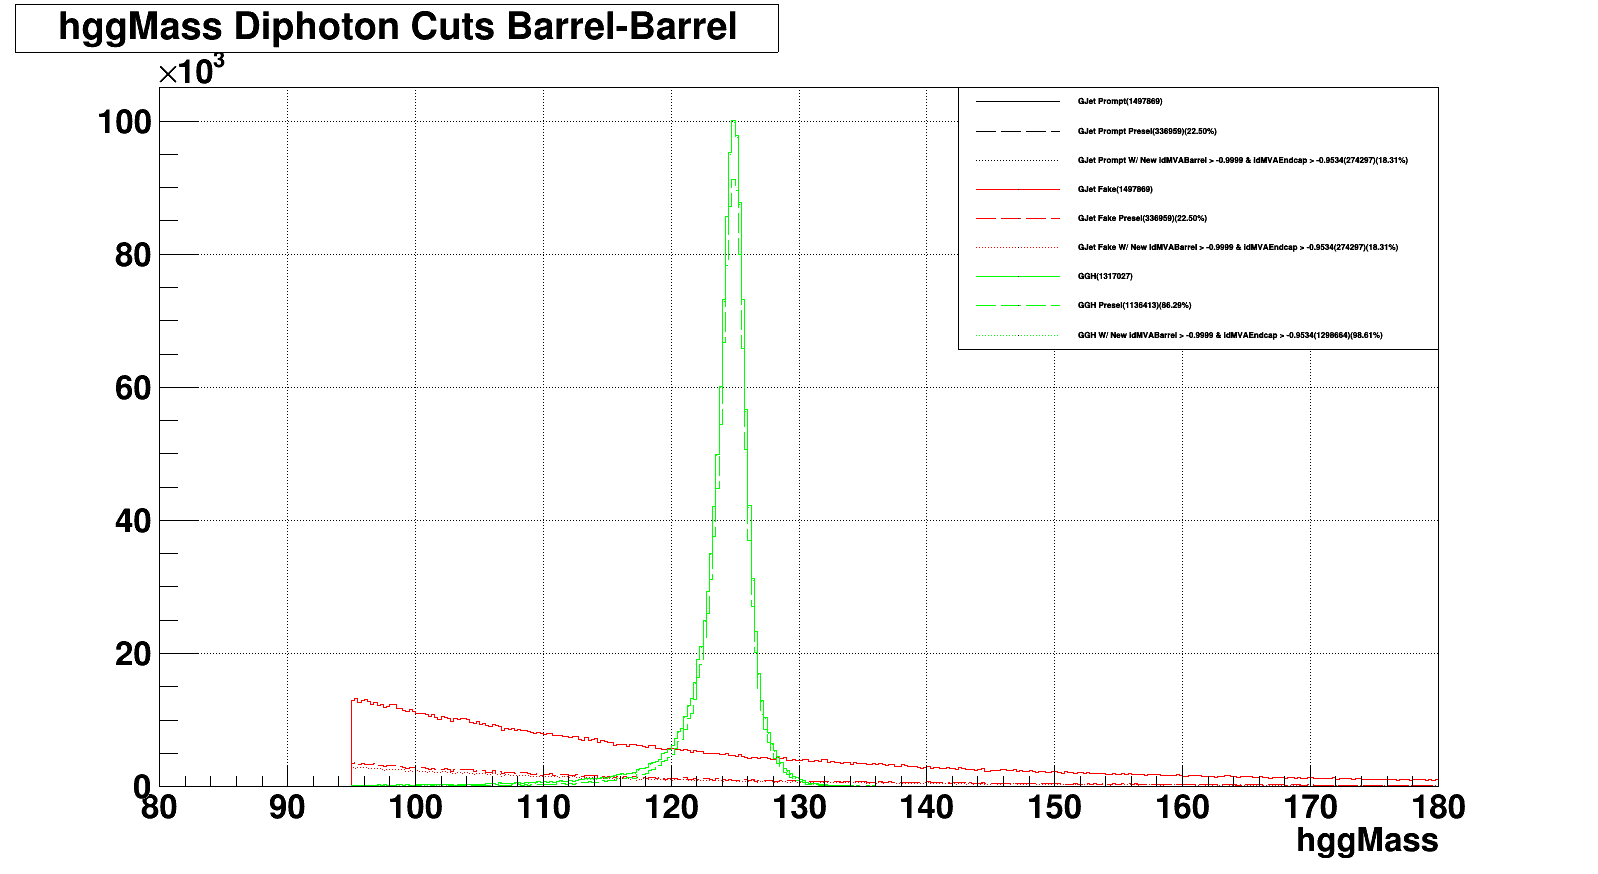 hggMass Diphoton Cuts Barrel-Barrel
×10³
GJet Prompt(1497869)
GJet Prompt Presel(336959)(22.50%)
GJet Prompt W/ New idMVABarrel > -0.9999 & idMVAEndcap > -0.9534(274297)(18.31%)
GJet Fake(1497869)
GJet Fake Presel(336959)(22.50%)
GJet Fake W/ New idMVABarrel > -0.9999 & idMVAEndcap > -0.9534(274297)(18.31%)
GGH(1317027)
GGH Presel(1136413)(86.29%)
GGH W/ New idMVABarrel > -0.9999 & idMVAEndcap > -0.9534(1298664)(98.61%)
100
80
60
40
20
0
80 90 100 110 120 130 140 150 160 170 180
hggMass